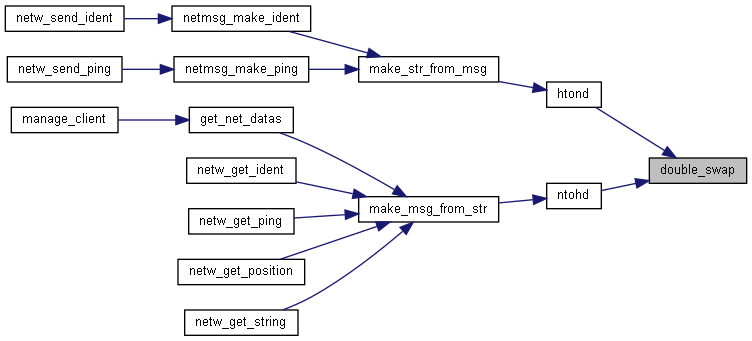 netw_send_ident
netmsg_make_ident
netw_send_ping
netmsg_make_ping
make_str_from_msg
htond
manage_client
get_net_datas
double_swap
netw_get_ident
ntohd
make_msg_from_str
netw_get_ping
netw_get_position
netw_get_string